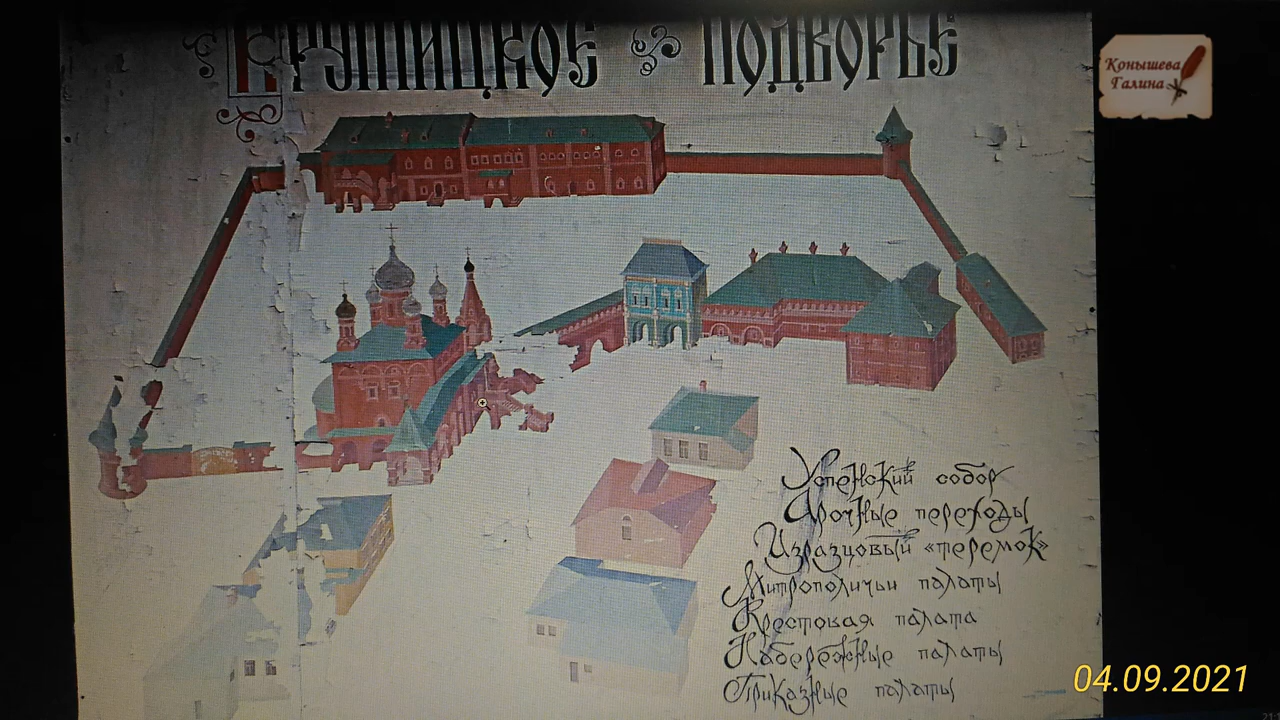 Крутицкое подворье
Конышева
Галина
Успенский собор
Арочные переходы
Изразцовый «теремок»
Митрополичьи палаты
Крестовая палата
Набережные палаты
Приказные палаты
04.09.2021